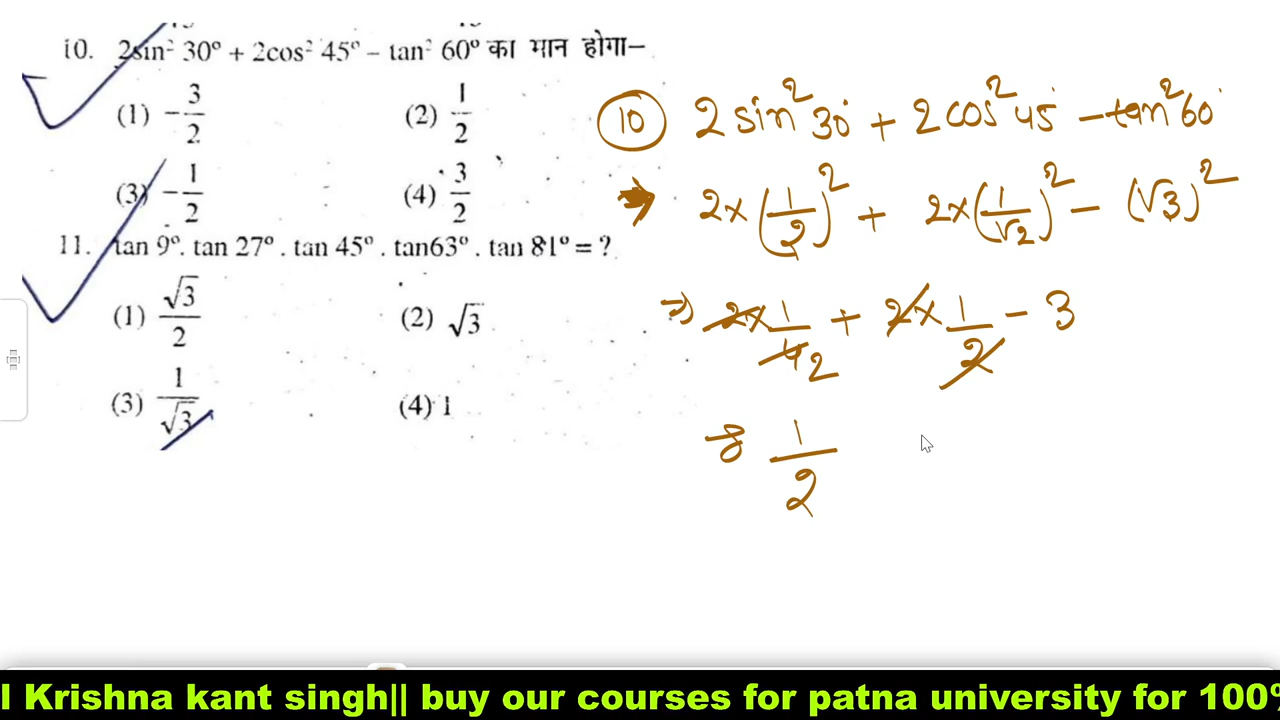 10. 2sin² 30° + 2cos² 45° – tan² 60° का मान होगा–
(1) -3/2 (2) 1/2
(3) -1/2 (4) 3/2
11. tan 9°. tan 27° . tan 45° . tan63° . tan 81° = ?
(1) √3/2 (2) √3
(3) 1/√3 (4) 1
10 2 sin²30° + 2cos²45° - tan²60°
→ 2×(1/2)² + 2×(1/√2)² - (√3)²
⇒ 2×1/4 2 + 2×1/2 - 3
⇒ 1/2
l Krishna kant singh|| buy our courses for patna university for 100%